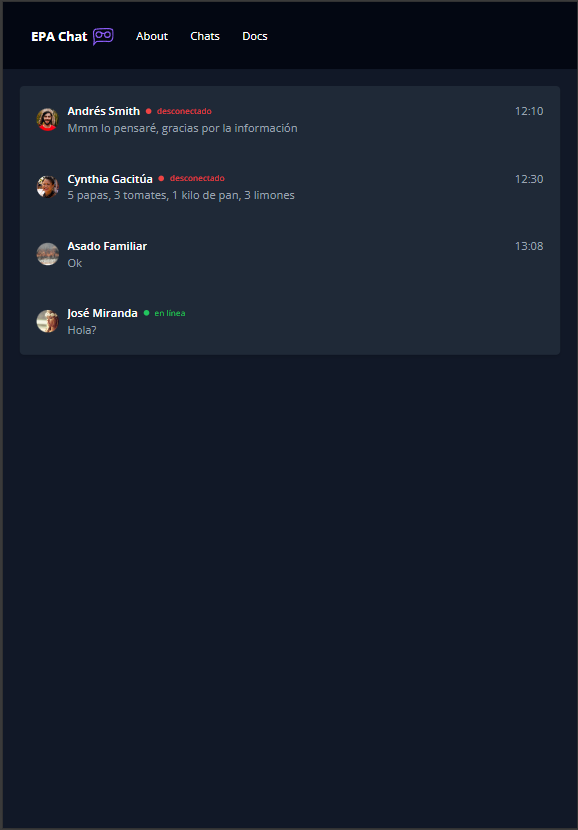 EPA Chat About Chats Docs
Andrés Smith desconectado 12:10
Mmm lo pensaré, gracias por la información
Cynthia Gacitúa desconectado 12:30
5 papas, 3 tomates, 1 kilo de pan, 3 limones
Asado Familiar 13:08
Ok
José Miranda en línea
Hola?